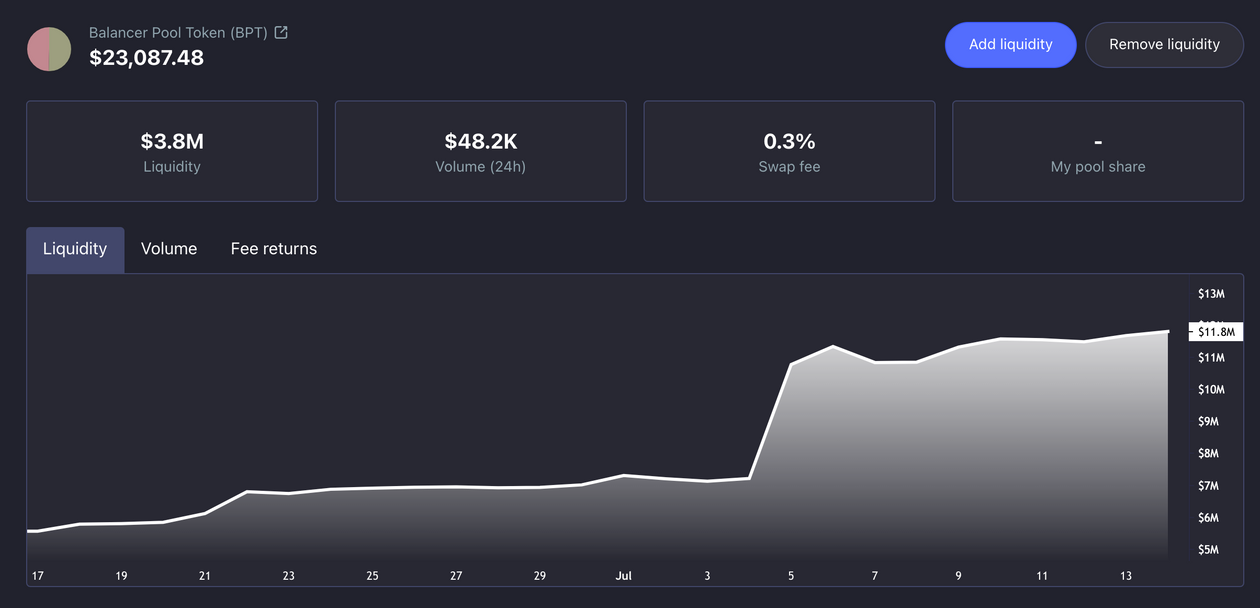 Balancer Pool Token (BPT)
$23,087.48
Add liquidity
Remove liquidity
$3.8M
Liquidity
$48.2K
Volume (24h)
0.3%
Swap fee
-
My pool share
Liquidity
Volume
Fee returns
$13M
$11.8M
$11M
$10M
$9M
$8M
$7M
$6M
$5M
17 19 21 23 25 27 29 Jul 3 5 7 9 11 13